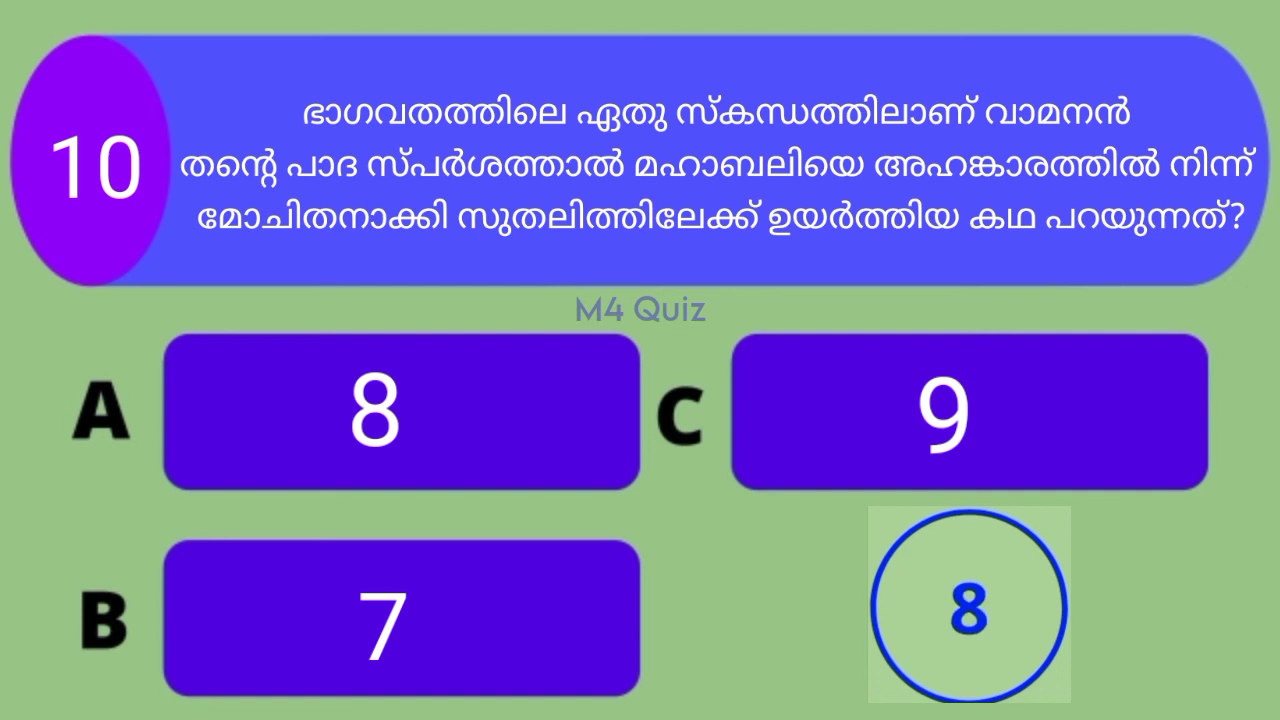 10
ഭാഗവതത്തിലെ ഏതു സ്കന്ധത്തിലാണ് വാമനൻ
തന്റെ പാദ സ്പർശത്താൽ മഹാബലിയെ അഹങ്കാരത്തിൽ നിന്ന്
മോചിതനാക്കി സുതലിത്തിലേക്ക് ഉയർത്തിയ കഥ പറയുന്നത്?
M4 Quiz
A 8
C 9
B 7
8